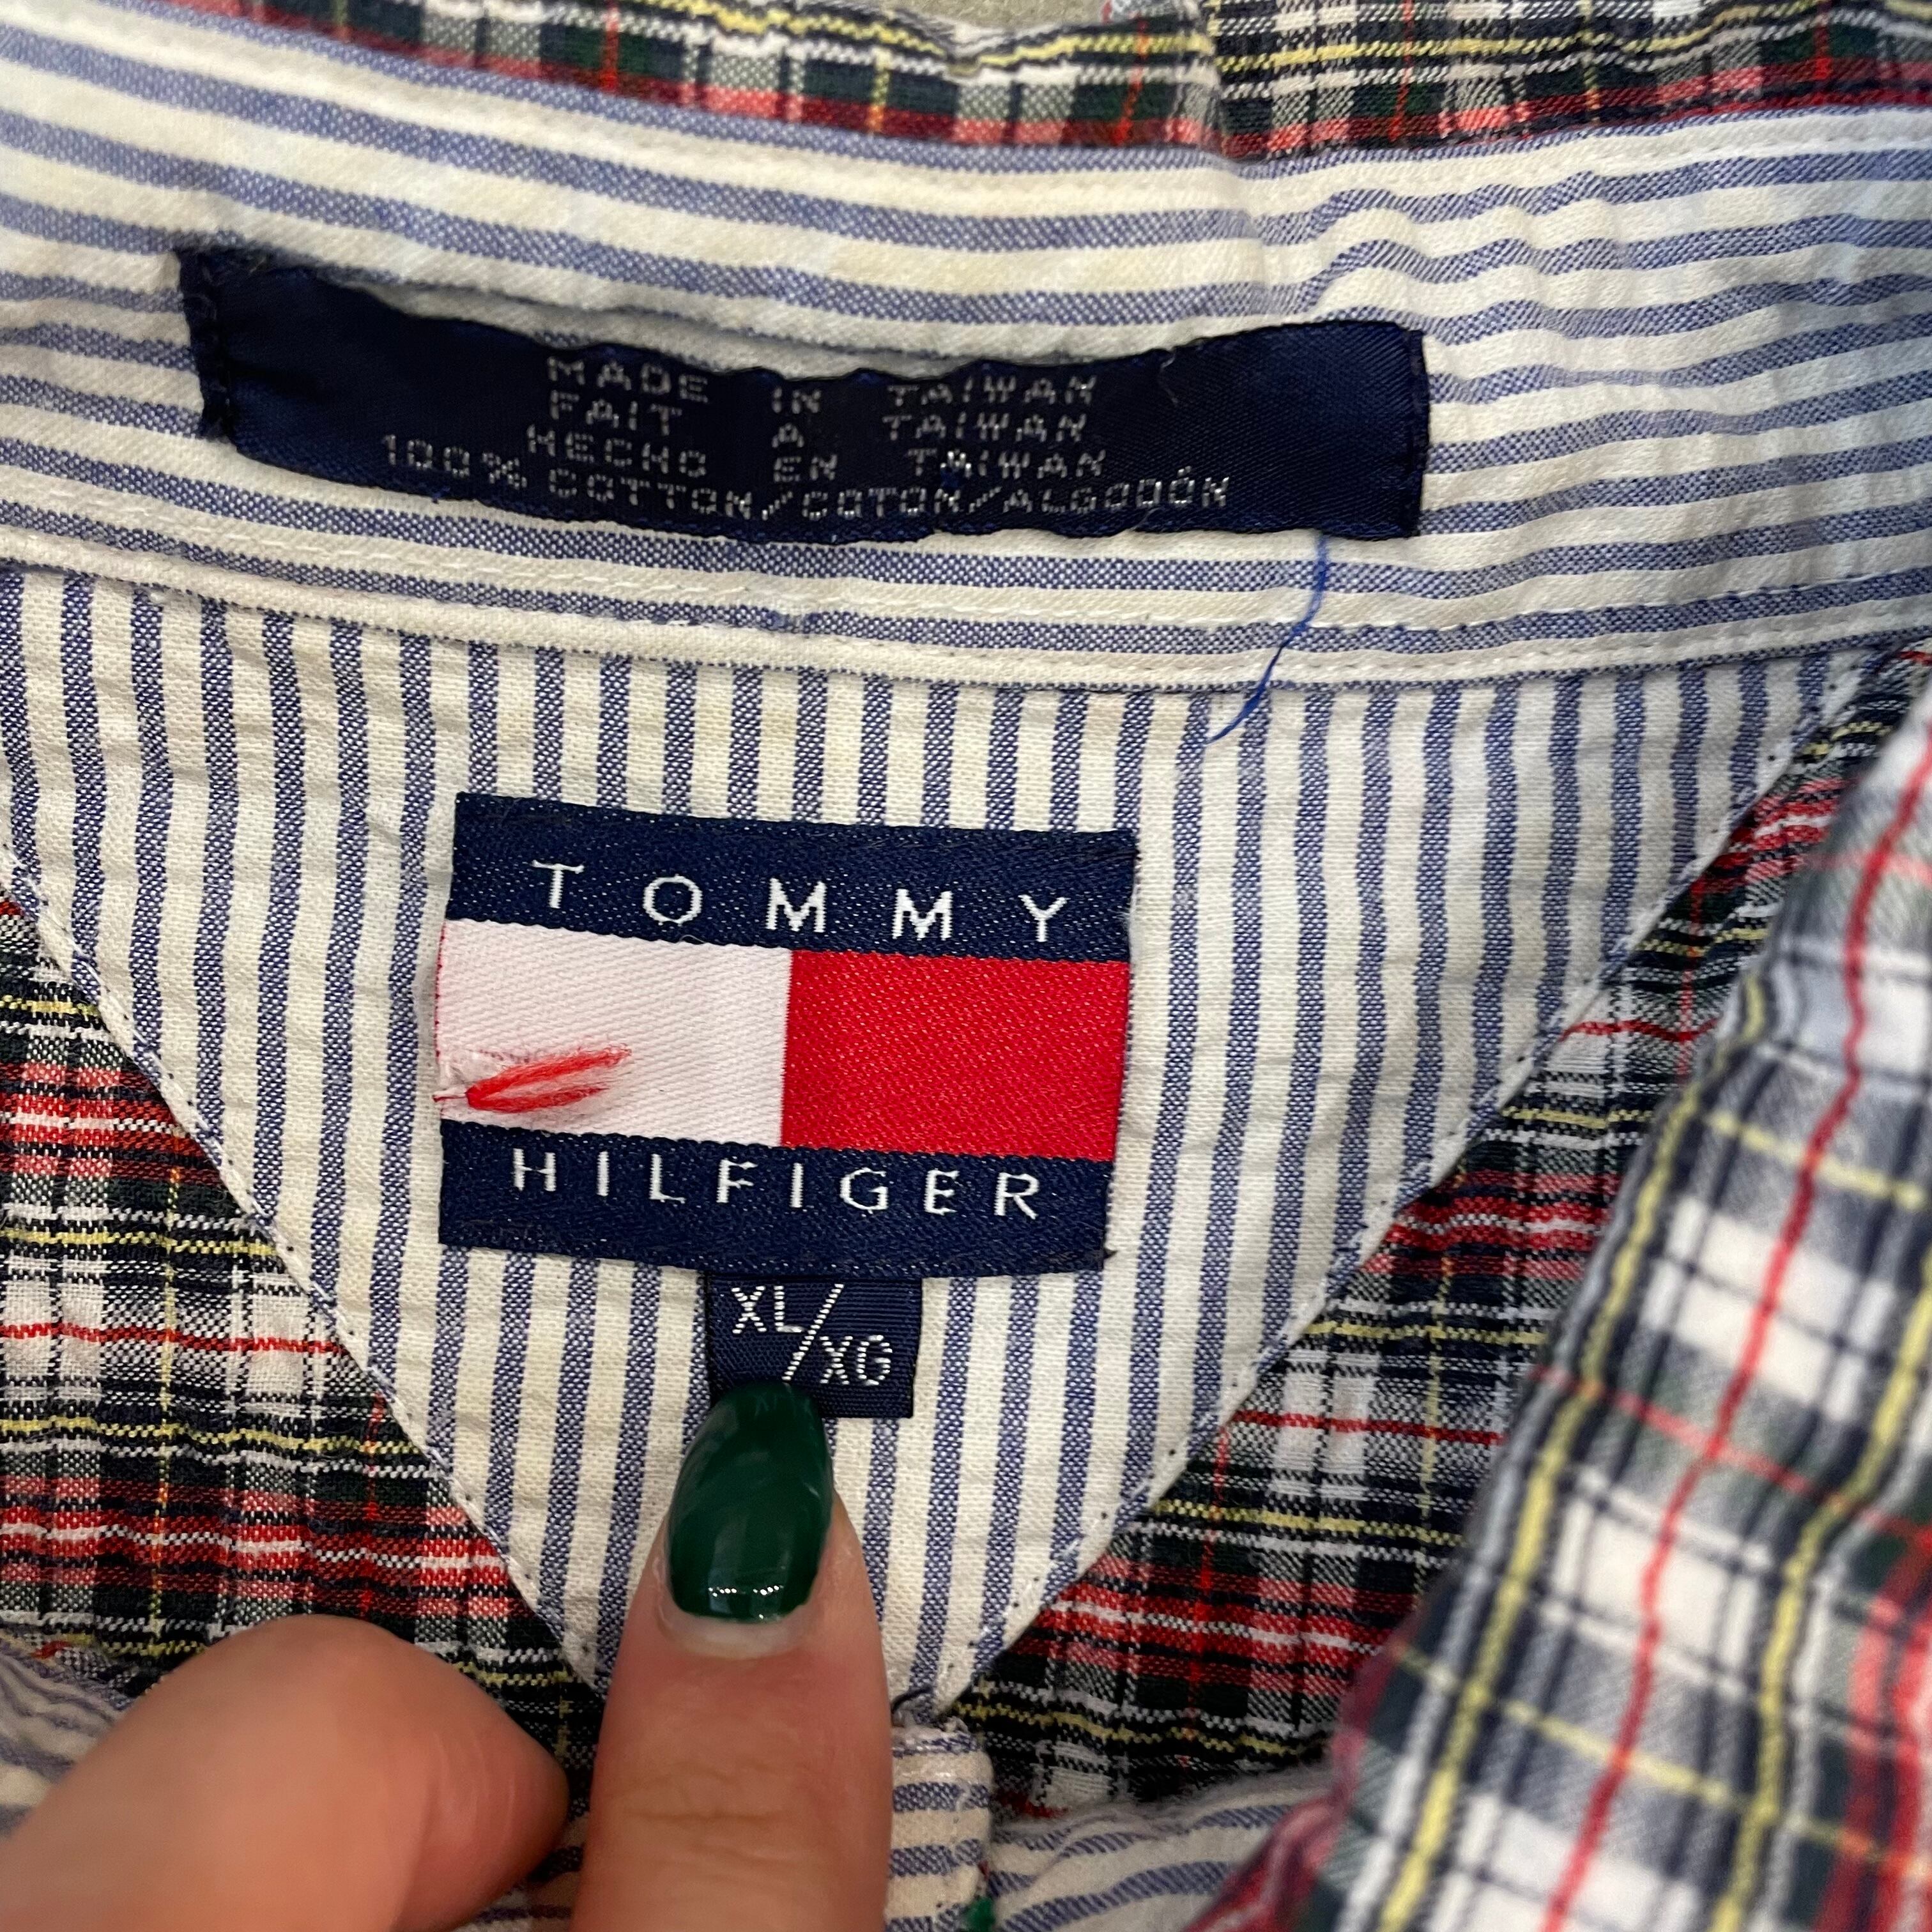 MADE IN TAIWAN
FAIT A TAIWAN
HECHO EN TAIWAN
100% COTTON/COTON/ALGODÓN
TOMMY
HILFIGER
XL/XG